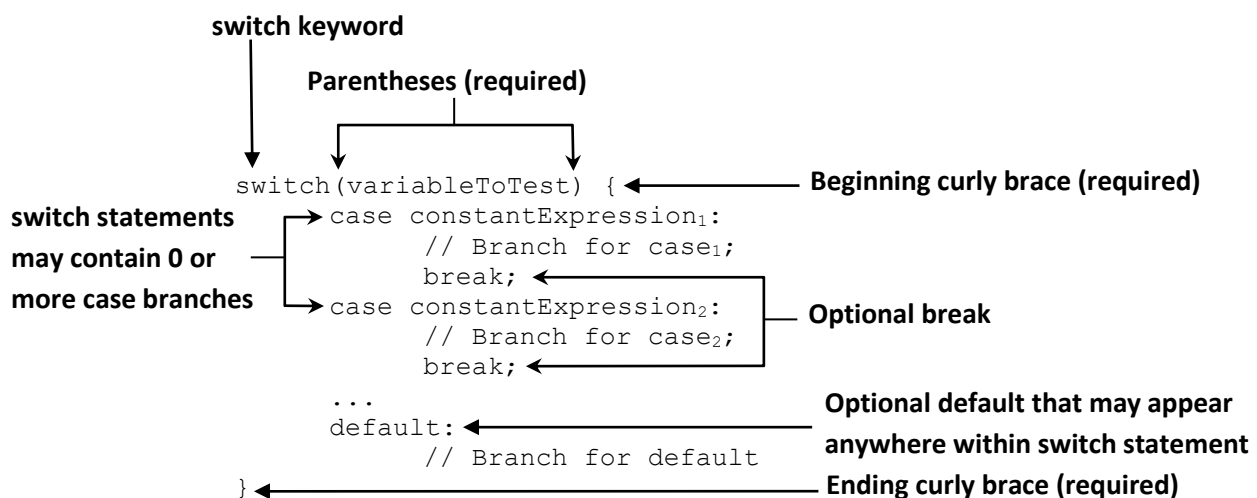 switch keyword
Parentheses (required)
switch(variableToTest) {
Beginning curly brace (required)
switch statements
may contain 0 or
more case branches
case constantExpression₁:
// Branch for case₁;
break;
case constantExpression₂:
// Branch for case₂;
break;
Optional break
...
default:
// Branch for default
Optional default that may appear
anywhere within switch statement
}
Ending curly brace (required)